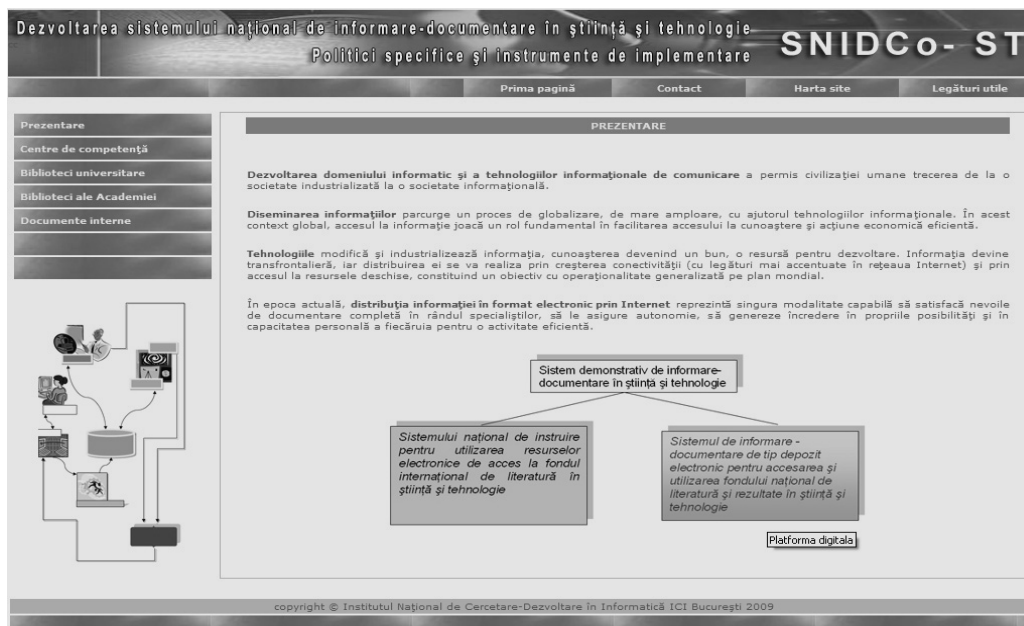 Dezvoltarea sistemului național de informare-documentare în știință și tehnologie
Politici specifice și instrumente de implementare
SNIDCo- ST
Prima pagină
Contact
Harta site
Legături utile
Prezentare
Centre de competență
Biblioteci universitare
Biblioteci ale Academiei
Documente interne
PREZENTARE
Dezvoltarea domeniului informatic și a tehnologiilor informaționale de comunicare a permis civilizației umane trecerea de la o
societate industrializată la o societate informațională.
Diseminarea informațiilor parcurge un proces de globalizare, de mare amploare, cu ajutorul tehnologiilor informaționale. În acest
context global, accesul la informație joacă un rol fundamental în facilitarea accesului la cunoaștere și acțiune economică eficientă.
Tehnologiile modifică și industrializează informația, cunoașterea devenind un bun, o resursă pentru dezvoltare. Informația devine
transfrontalieră, iar distribuirea ei se va realiza prin creșterea conectivității (cu legături mai accentuate în rețeaua Internet) și prin
accesul la resursele deschise, constituind un obiectiv cu operaționalitate generalizată pe plan mondial.
În epoca actuală, distribuția informației în format electronic prin Internet reprezintă singura modalitate capabilă să satisfacă nevoile
de documentare completă în rândul specialiștilor, să le asigure autonomie, să genereze încredere în propriile posibilități și în
capacitatea personală a fiecăruia pentru o activitate eficientă.
Sistem demonstrativ de informare-
documentare în știință și tehnologie
Sistemului național de instruire
pentru utilizarea resurselor
electronice de acces la fondul
internațional de literatură în
știință și tehnologie
Sistemul de informare -
documentare de tip depozit
electronic pentru accesarea și
utilizarea fondului național de
literatură și rezultate în știință și
tehnologie
Platforma digitala
copyright © Institutul Național de Cercetare-Dezvoltare în Informatică ICI București 2009